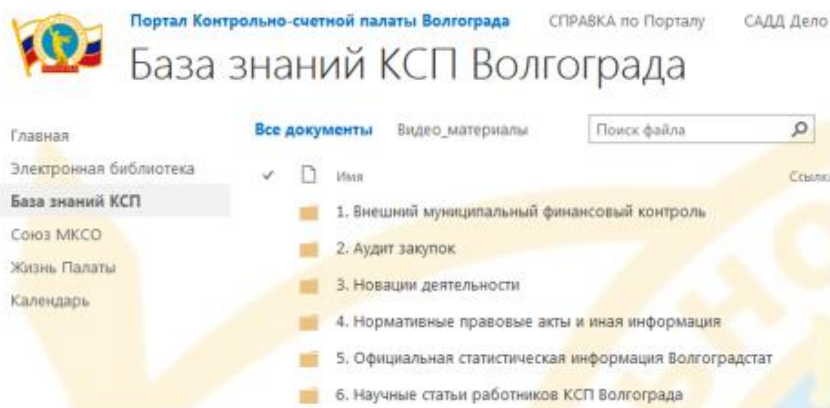 Портал Контрольно-счетной палаты Волгограда СПРАВКА по Порталу САДД Дело
База знаний КСП Волгограда
Главная
Электронная библиотека
База знаний КСП
Союз МКСО
Жизнь Палаты
Календарь
Все документы Видео_материалы Поиск файла
Имя Ссылка
1. Внешний муниципальный финансовый контроль
2. Аудит закупок
3. Новации деятельности
4. Нормативные правовые акты и иная информация
5. Официальная статистическая информация Волгоградстат
6. Научные статьи работников КСП Волгограда